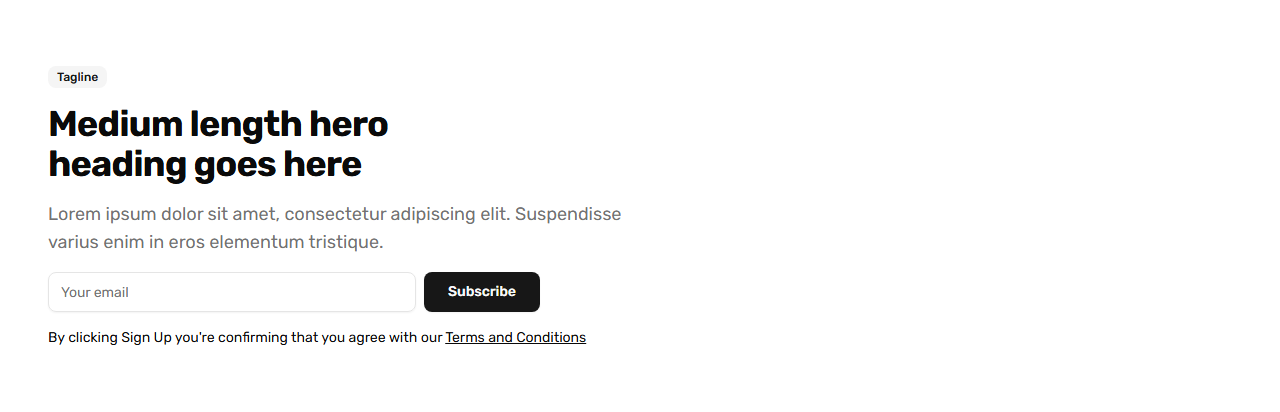 Tagline
Medium length hero
heading goes here
Lorem ipsum dolor sit amet, consectetur adipiscing elit. Suspendisse
varius enim in eros elementum tristique.
Your email
Subscribe
By clicking Sign Up you're confirming that you agree with our Terms and Conditions